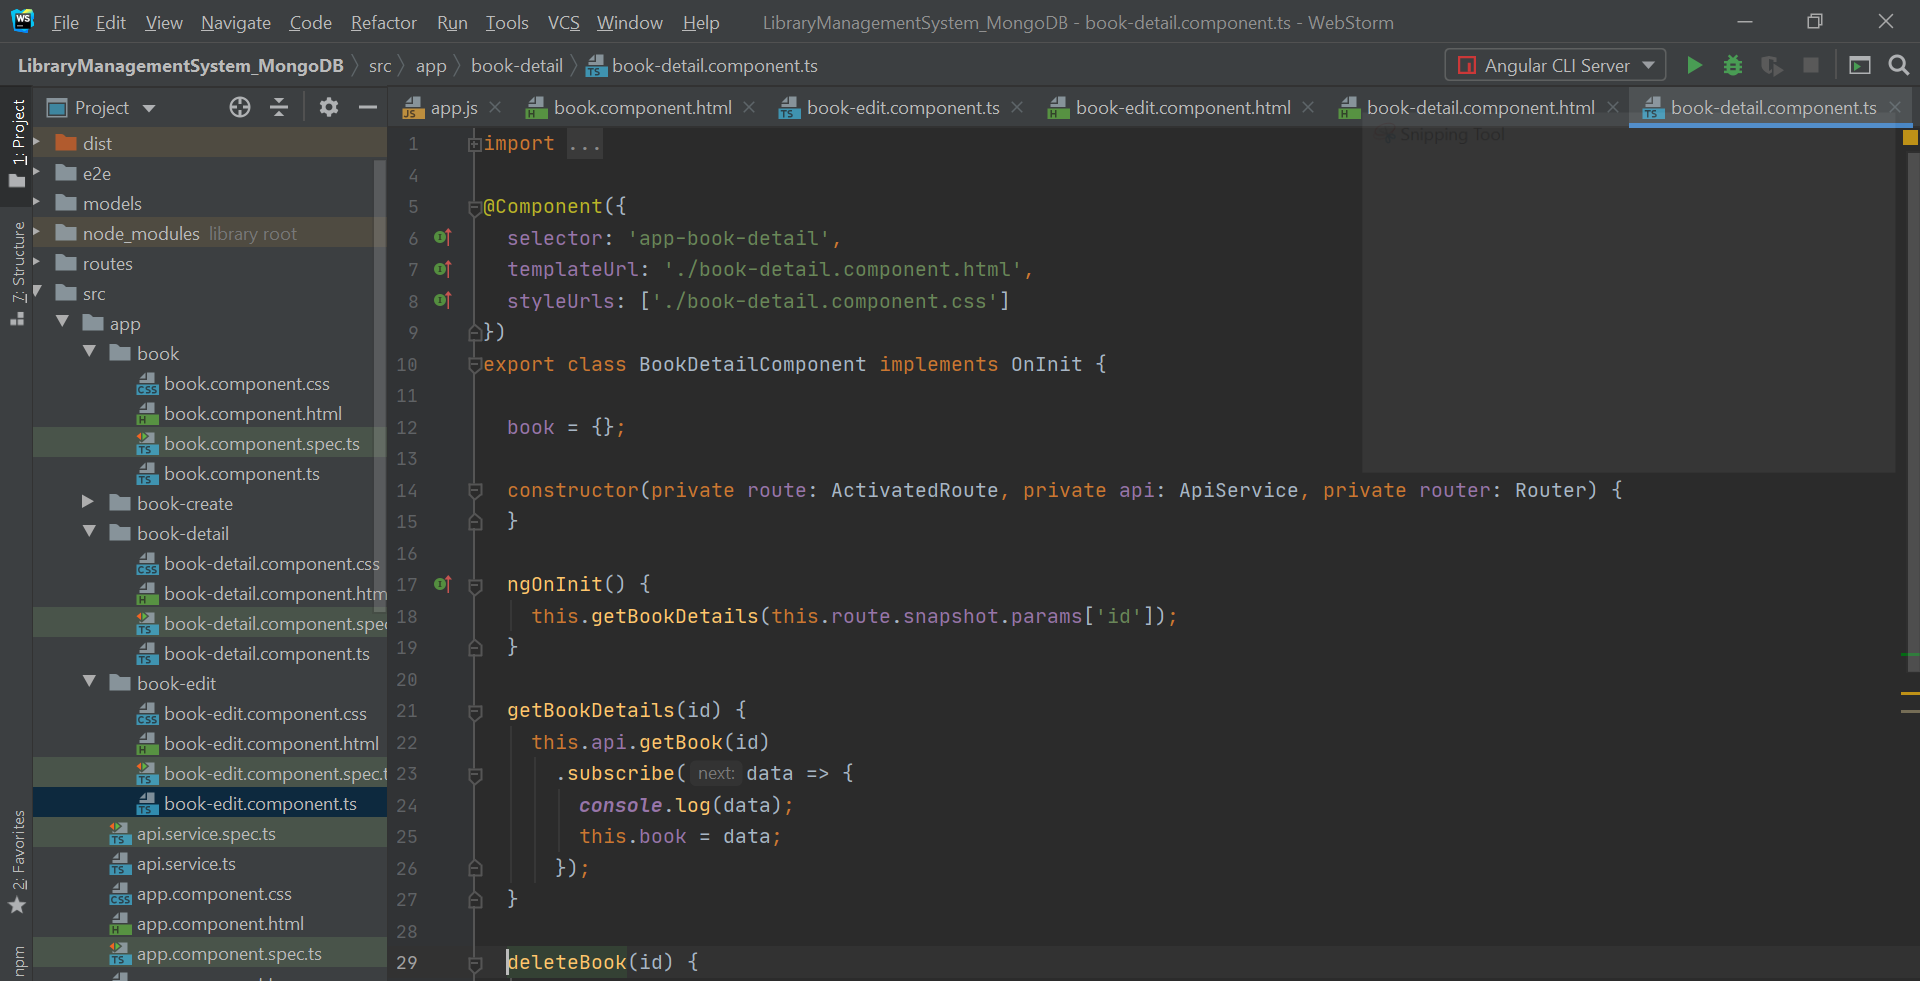 File Edit View Navigate Code Refactor Run Tools VCS Window Help LibraryManagementSystem_MongoDB - book-detail.component.ts - WebStorm
LibraryManagementSystem_MongoDB src app book-detail book-detail.component.ts Angular CLI Server
1: Project
7: Structure
2: Favorites
npm
Project
dist
e2e
models
node_modules library root
routes
src
app
book
book.component.css
book.component.html
book.component.spec.ts
book.component.ts
book-create
book-detail
book-detail.component.css
book-detail.component.htm
book-detail.component.spec
book-detail.component.ts
book-edit
book-edit.component.css
book-edit.component.html
book-edit.component.spec.t
book-edit.component.ts
api.service.spec.ts
api.service.ts
app.component.css
app.component.html
app.component.spec.ts
app.js book.component.html book-edit.component.ts book-edit.component.html book-detail.component.html book-detail.component.ts
Snipping Tool
1 import ...
4
5 @Component({
6 selector: 'app-book-detail',
7 templateUrl: './book-detail.component.html',
8 styleUrls: ['./book-detail.component.css']
9 })
10 export class BookDetailComponent implements OnInit {
11
12 book = {};
13
14 constructor(private route: ActivatedRoute, private api: ApiService, private router: Router) {
15 }
16
17 ngOnInit() {
18 this.getBookDetails(this.route.snapshot.params['id']);
19 }
20
21 getBookDetails(id) {
22 this.api.getBook(id)
23 .subscribe( next: data => {
24 console.log(data);
25 this.book = data;
26 });
27 }
28
29 deleteBook(id) {